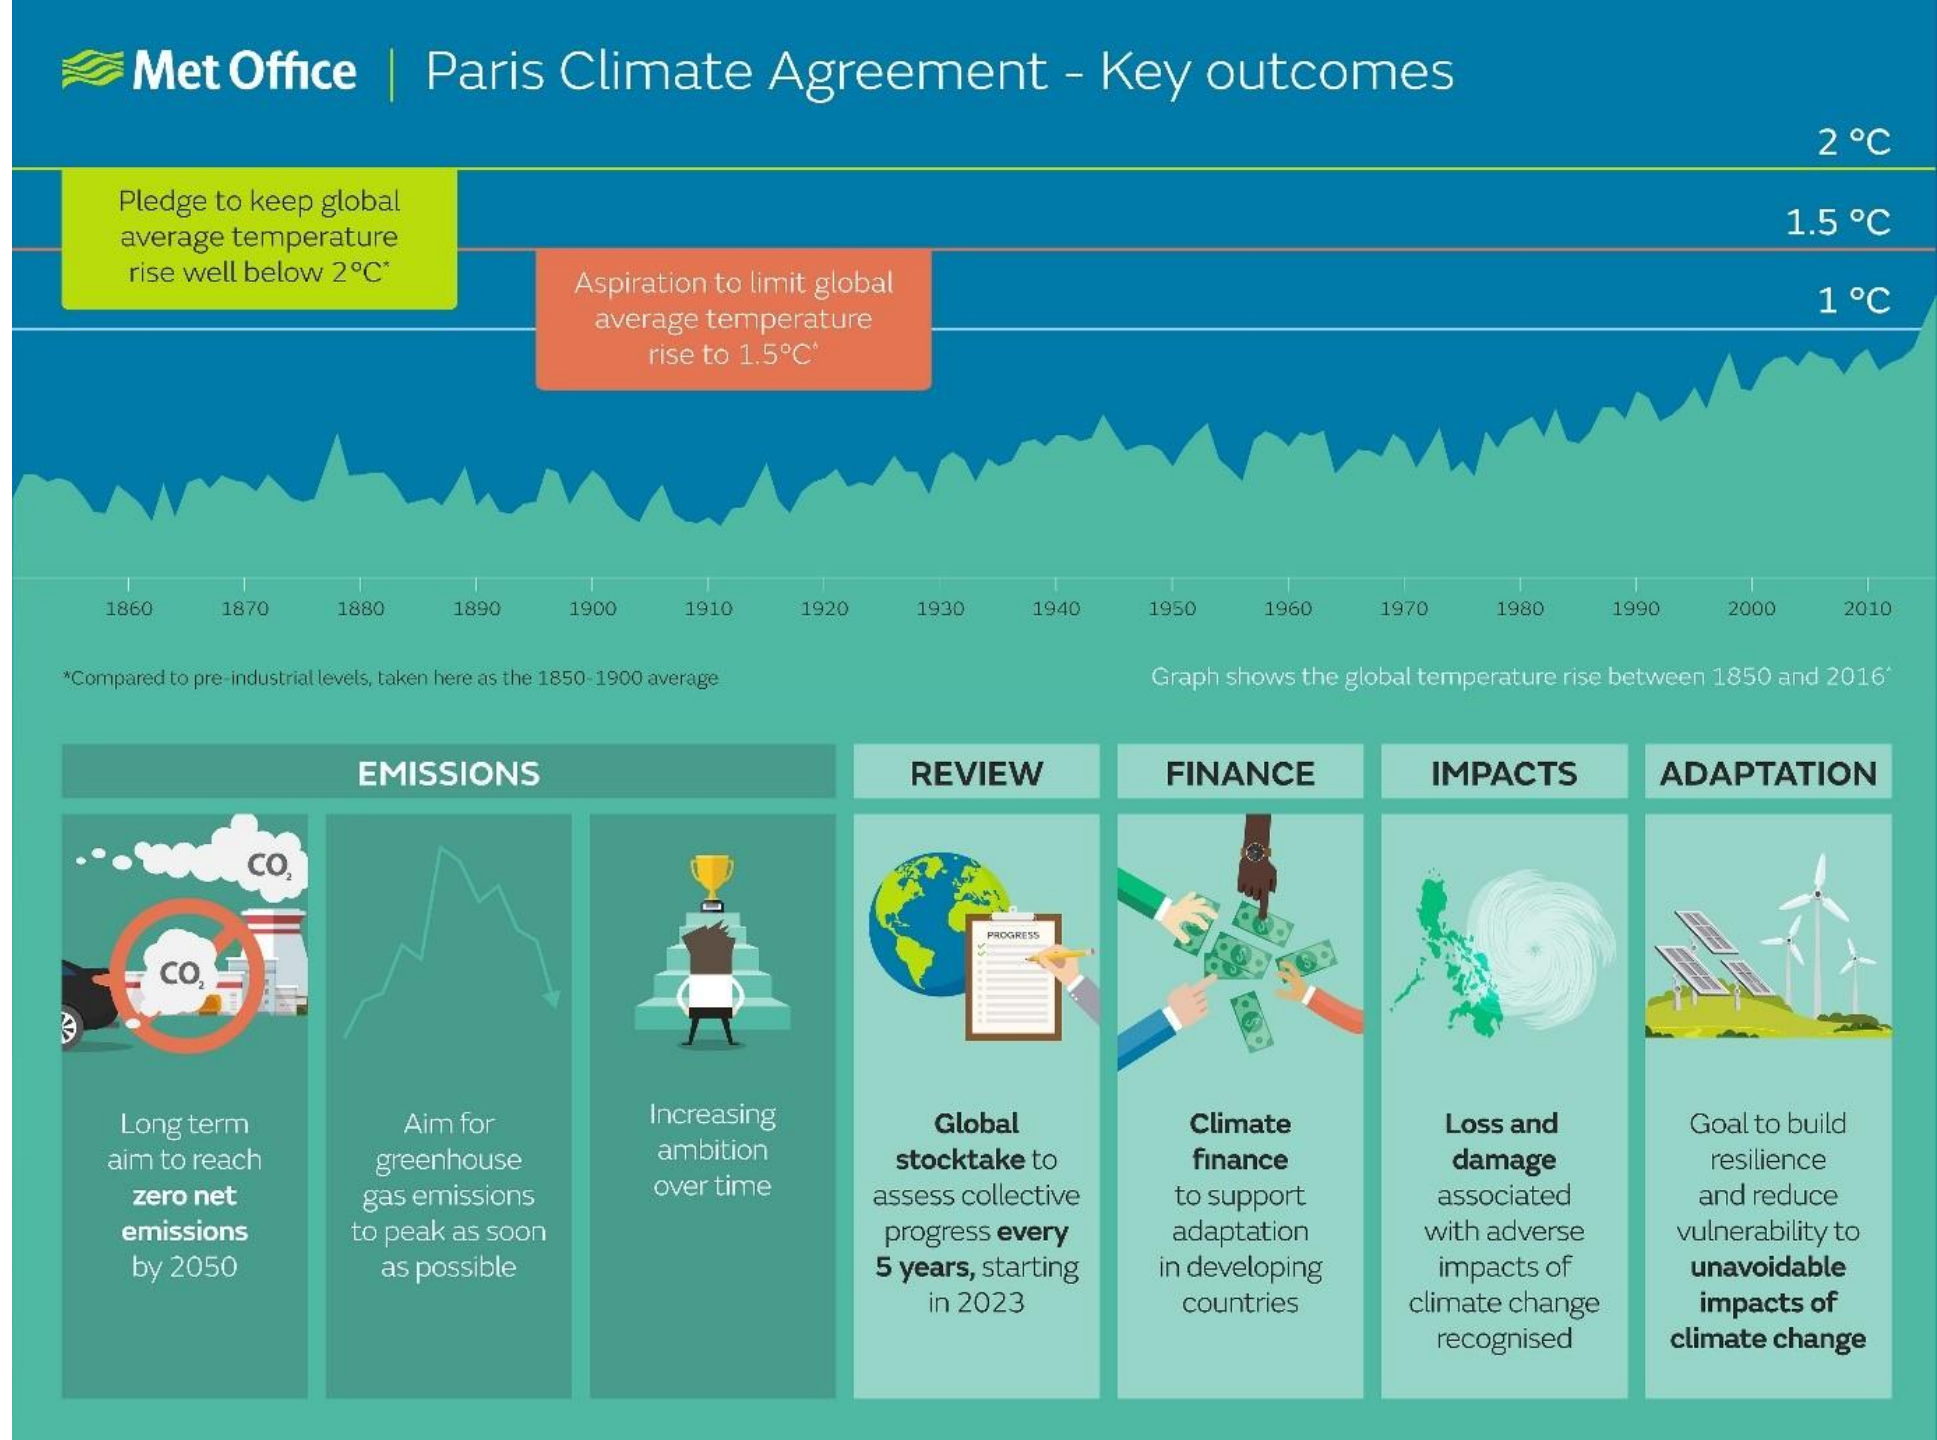 Met Office | Paris Climate Agreement - Key outcomes
2 °C
Pledge to keep global
average temperature
rise well below 2°C*
1.5 °C
Aspiration to limit global
average temperature
rise to 1.5°C*
1 °C
1860 1870 1880 1890 1900 1910 1920 1930 1940 1950 1960 1970 1980 1990 2000 2010
*Compared to pre-industrial levels, taken here as the 1850-1900 average
Graph shows the global temperature rise between 1850 and 2016*
EMISSIONS
CO₂
CO₂
Long term
aim to reach
zero net
emissions
by 2050
Aim for
greenhouse
gas emissions
to peak as soon
as possible
Increasing
ambition
over time
REVIEW
PROGRESS
Global
stocktake to
assess collective
progress every
5 years, starting
in 2023
FINANCE
Climate
finance
to support
adaptation
in developing
countries
IMPACTS
Loss and
damage
associated
with adverse
impacts of
climate change
recognised
ADAPTATION
Goal to build
resilience
and reduce
vulnerability to
unavoidable
impacts of
climate change